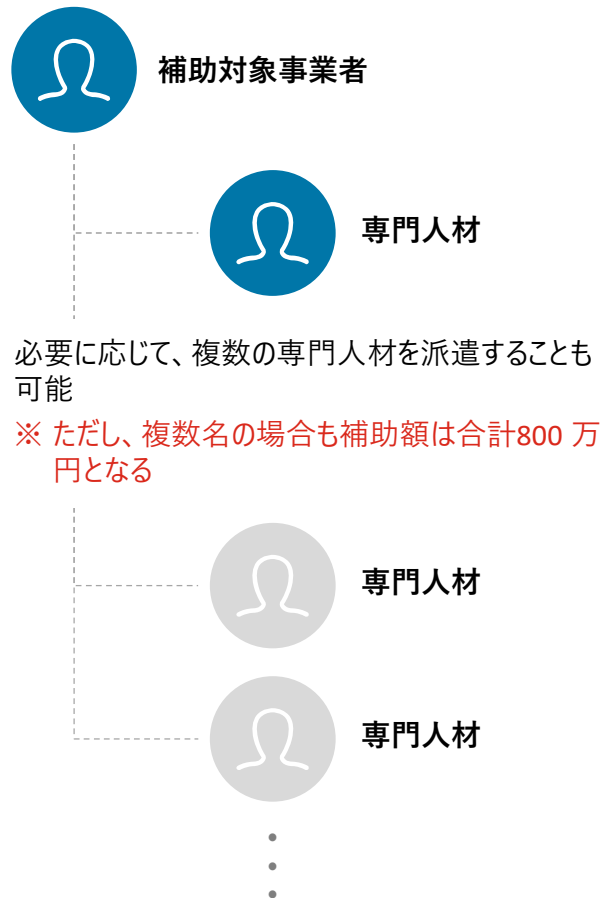 補助対象事業者
専門人材
必要に応じて、複数の専門人材を派遣することも
可能
※ ただし、複数名の場合も補助額は合計800 万
円となる
専門人材
専門人材